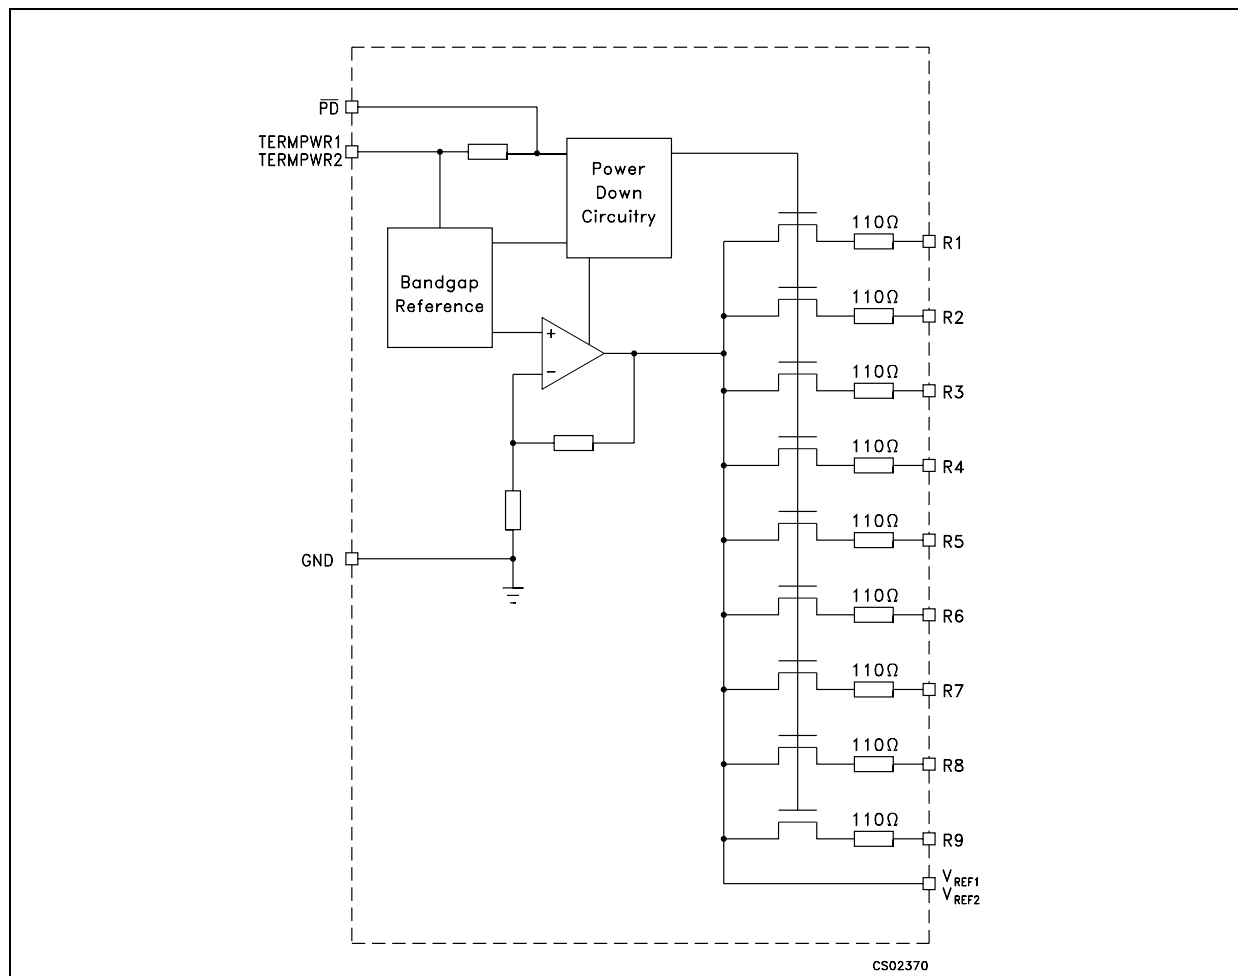 PD
TERMPWR1
TERMPWR2
Power
Down
Circuitry
Bandgap
Reference
+
−
GND
110Ω
R1
110Ω
R2
110Ω
R3
110Ω
R4
110Ω
R5
110Ω
R6
110Ω
R7
110Ω
R8
110Ω
R9
VREF1
VREF2
CS02370